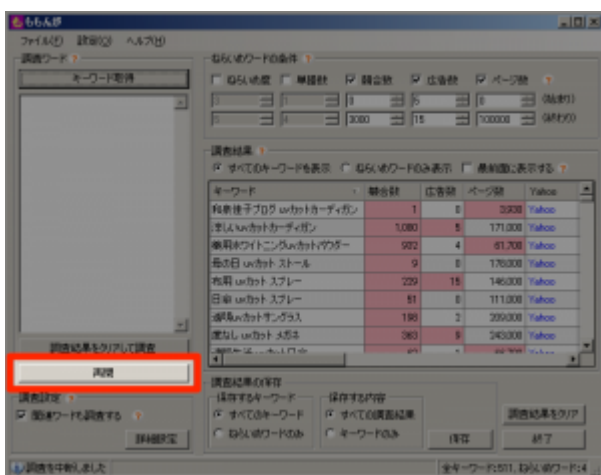 ももんが
ファイル(F) 設定(O) ヘルプ(H)
調査ワード ?
キーワード取得
調査結果をクリアして調査
再開
調査設定 ?
関連ワードも調査する ?
詳細設定
ねらいめワードの条件 ?
ねらいめ度 単語数 競合数 広告数 ページ数 ?
0 5 0 (始まり)
3000 15 100000 (終わり)
調査結果 ?
すべてのキーワードを表示 ねらいめワードのみ表示 最前面に表示する ?
キーワード 競合数 広告数 ページ数 Yahoo
和泉佳子ブログ uvカットカーディガン 1 0 3,930 Yahoo
涼しいuvカットカーディガン 1,080 5 171,000 Yahoo
薬用ホワイトニングuvカットパウダー 972 4 61,700 Yahoo
母の日 uvカット ストール 9 0 176,000 Yahoo
布用 uvカット スプレー 239 15 146,000 Yahoo
日傘 uvカット スプレー 51 0 111,000 Yahoo
uvカットサングラス 198 2 209,000 Yahoo
度なし uvカット メガネ 363 9 243,000 Yahoo
調査結果の保存
保存するキーワード 保存する内容
すべてのキーワード すべての調査結果 調査結果をクリア
ねらいめワードのみ キーワードのみ 保存 終了
調査を中断しました 全キーワード:511, ねらいめワード:4